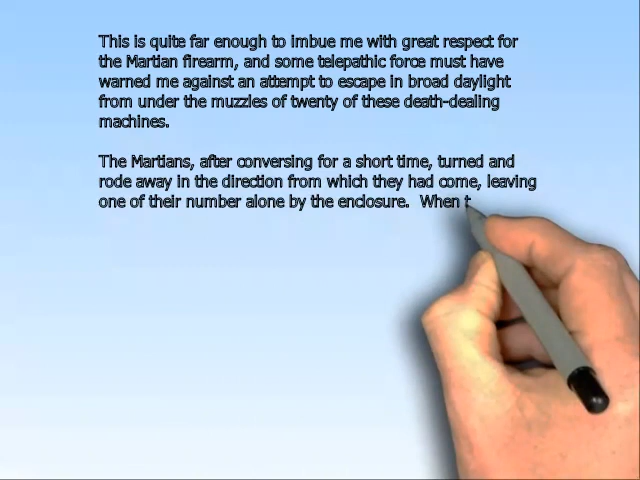 This is quite far enough to imbue me with great respect for
the Martian firearm, and some telepathic force must have
warned me against an attempt to escape in broad daylight
from under the muzzles of twenty of these death-dealing
machines.
The Martians, after conversing for a short time, turned and
rode away in the direction from which they had come, leaving
one of their number alone by the enclosure. When t